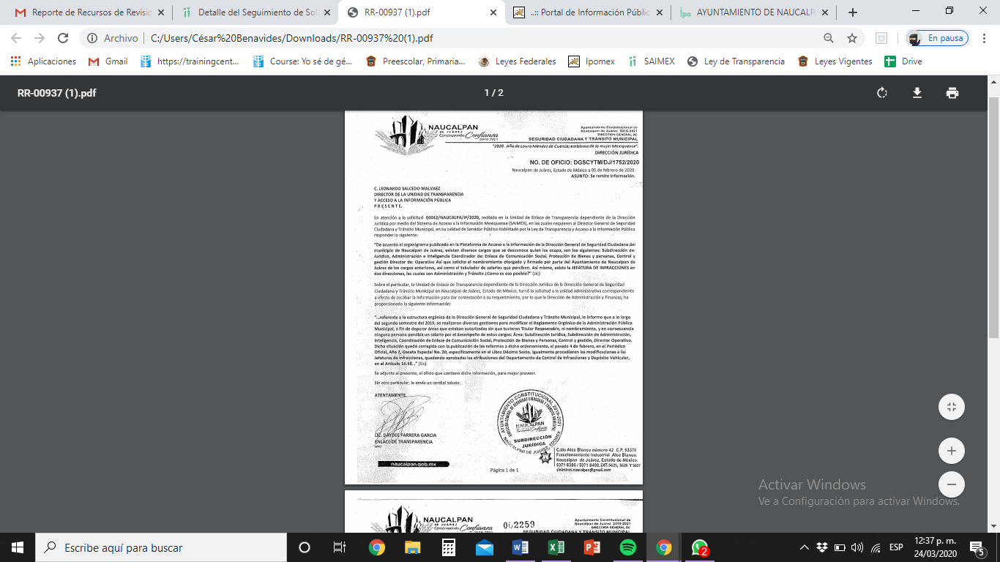 Reporte de Recursos de Revisió
Detalle del Seguimiento de Sol
RR-00937 (1).pdf
..:: Portal de Información Públic
AYUNTAMIENTO DE NAUCALP
Archivo
C:/Users/César%20Benavides/Downloads/RR-00937%20(1).pdf
En pausa
Aplicaciones
Gmail
https://trainingcent...
Course: Yo sé de gé...
Preescolar, Primaria...
Leyes Federales
Ipomex
SAIMEX
Ley de Transparencia
Leyes Vigentes
Drive
RR-00937 (1).pdf
1 / 2
NAUCALPAN
DE JUÁREZ
Construyendo Confianza
2019-2021
Ayuntamiento Constitucional de
Naucalpan de Juárez 2019-2021
DIRECCIÓN GENERAL DE
SEGURIDAD CIUDADANA Y TRÁNSITO MUNICIPAL
"2020. Año de Laura Méndez de Cuenca; emblema de la mujer Mexiquense".
DIRECCIÓN JURÍDICA
NO. DE OFICIO: DGSCYTM/DJ/1752/2020
Naucalpan de Juárez, Estado de México a 05 de febrero de 2020.
ASUNTO: Se remite información.
C. LEONARDO SALCEDO MALVAEZ
DIRECTOR DE LA UNIDAD DE TRANSPARENCIA
Y ACCESO A LA INFORMACIÓN PÚBLICA
P R E S E N T E.
En atención a la solicitud 00042/NAUCALPA/IP/2020, recibida en la Unidad de Enlace de Transparencia dependiente de la Dirección
Jurídica por medio del Sistema de Acceso a la Información Mexiquense (SAIMEX), en las cuales requieren al Director General de Seguridad
Ciudadana y Tránsito Municipal, en su calidad de Servidor Público Habilitado por la Ley de Transparencia y Acceso a la Información Pública
responder lo siguiente:
"De acuerdo al organigrama publicado en la Plataforma de Acceso a la Información de la Dirección General de Seguridad Ciudadana del
municipio de Naucalpan de Juárez, existen diversos cargos que se desconoce quien los ocupa, son los siguientes: Subdirección de:
Jurídico, Administración e Inteligencia Coordinador de: Enlace de Comunicación Social, Protección de Bienes y personas, Control y
gestión Director de: Operativo Así que solicito el nombramiento otorgado y firmado por parte del Ayuntamiento de Naucalpan de
Juárez de los cargos anteriores, así como el tabulador de salarios que perciben. Así mismo, existe la JEFATURA DE INFRACCIONES en
dos direcciones, las cuales son Administración y Tránsito ¿Como es eso posible?" (Sic)
Sobre el particular, la Unidad de Enlace de Transparencia dependiente de la Dirección Jurídica de la Dirección General de Seguridad
Ciudadana y Tránsito Municipal en Naucalpan de Juárez, Estado de México, turnó la solicitud a la unidad administrativa correspondiente
a efecto de recabar la información para dar contestación a su requerimiento, por lo que la Dirección de Administración y Finanzas, ha
proporcionado la siguiente información:
"...referente a la estructura orgánica de la Dirección General de Seguridad Ciudadana y Tránsito Municipal, le informo que a lo largo
del segundo semestre del 2019, se realizaron diversas gestiones para modificar el Reglamento Orgánico de la Administración Pública
Municipal, a fin de depurar áreas que estaban autorizadas sin que tuvieran Titular Responsable, ni nombramiento, y en consecuencia
ninguna persona percibía un salario por el desempeño de estos cargos: Área: Subdirección Jurídica, Subdirección de Administración,
Inteligencia, Coordinación de Enlace de Comunicación Social, Protección de Bienes y Personas, Control y gestión, Director Operativo.
Dicha situación quedó corregida con la publicación de las reformas a dicho ordenamiento, el pasado 4 de febrero, en el Periódico
Oficial, Año 2, Gaceta Especial No. 20, específicamente en el Libro Décimo Sexto. Igualmente procedieron las modificaciones a las
Jefaturas de Infracciones, quedando aprobadas las atribuciones del Departamento de Control de Infracciones y Depósito Vehicular,
en el Artículo 16.58..." (Sic)
Se adjunta al presente, el oficio que contiene dicha información, para mejor proveer.
Sin otro particular, le envío un cordial saludo.
ATENTAMENTE.
LIC. DAYDEE FARRERA GARCIA
ENLACE DE TRANSPARENCIA
AYUNTAMIENTO CONSTITUCIONAL 2019-2021
DIRECCIÓN GENERAL DE SEGURIDAD CIUDADANA Y TRÁNSITO MUNICIPAL
NAUCALPAN
SUBDIRECCIÓN
JURÍDICA
NAUCALPAN DE JUÁREZ, EDOMEX
Calle Alce Blanco número 42 C.P. 53370
Fraccionamiento Industrial Alce Blanco.
Naucalpan de Juárez, Estado de México.
5371 8300 / 5371 8400, EXT. 5625, 5626 Y 5627
siniestros.naucalpan@gmail.com
naucalpan.gob.mx
Página 1 de 1
NAUCALPAN
DE JUÁREZ
Construyendo Confianza
002259
Ayuntamiento Constitucional de
Naucalpan de Juárez 2019-2021
DIRECCIÓN GENERAL DE
SEGURIDAD CIUDADANA Y TRÁNSITO MUNICIPAL
Activar Windows
Ve a Configuración para activar Windows.
Escribe aquí para buscar
2
ESP
12:37 p. m.
24/03/2020
5